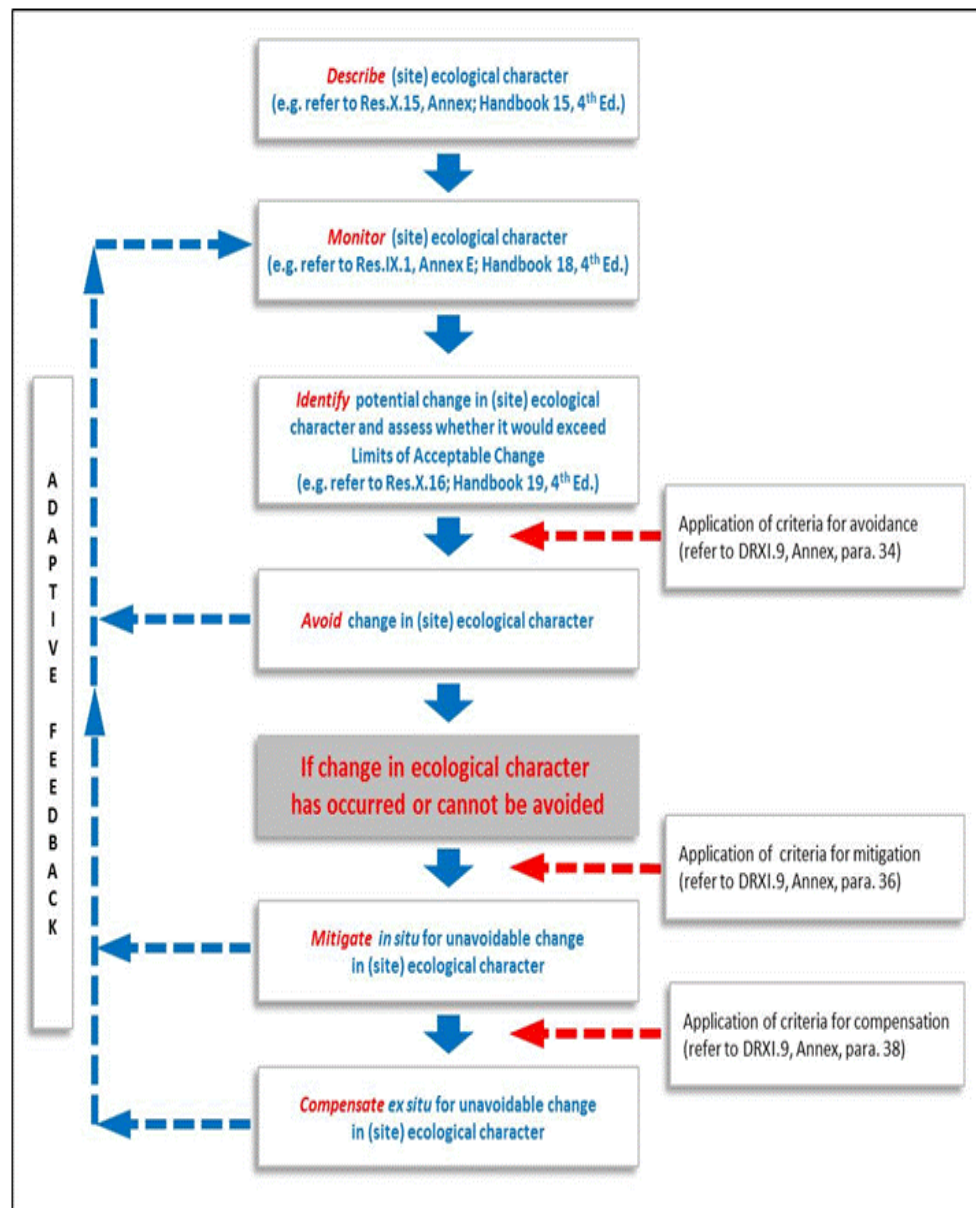 Describe (site) ecological character
(e.g. refer to Res.X.15, Annex; Handbook 15, 4th Ed.)
Monitor (site) ecological character
(e.g. refer to Res.IX.1, Annex E; Handbook 18, 4th Ed.)
Identify potential change in (site) ecological
character and assess whether it would exceed
Limits of Acceptable Change
(e.g. refer to Res.X.16; Handbook 19, 4th Ed.)
Application of criteria for avoidance
(refer to DRXI.9, Annex, para. 34)
Avoid change in (site) ecological character
ADAPTIVE FEEDBACK
If change in ecological character
has occurred or cannot be avoided
Application of criteria for mitigation
(refer to DRXI.9, Annex, para. 36)
Mitigate in situ for unavoidable change
in (site) ecological character
Application of criteria for compensation
(refer to DRXI.9, Annex, para. 38)
Compensate ex situ for unavoidable change
in (site) ecological character